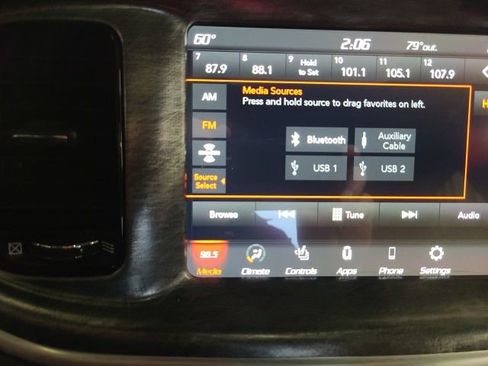 60° 2:06 79°out.
7 8 9 Hold 10 11 12
87.9 88.1 to Set 101.1 105.1 107.9
AM
FM
Source
Select
Media Sources
Press and hold source to drag favorites on left.
Bluetooth
Auxiliary
Cable
USB 1
USB 2
Browse Tune Audio
98.5
Media Climate Controls Apps Phone Settings